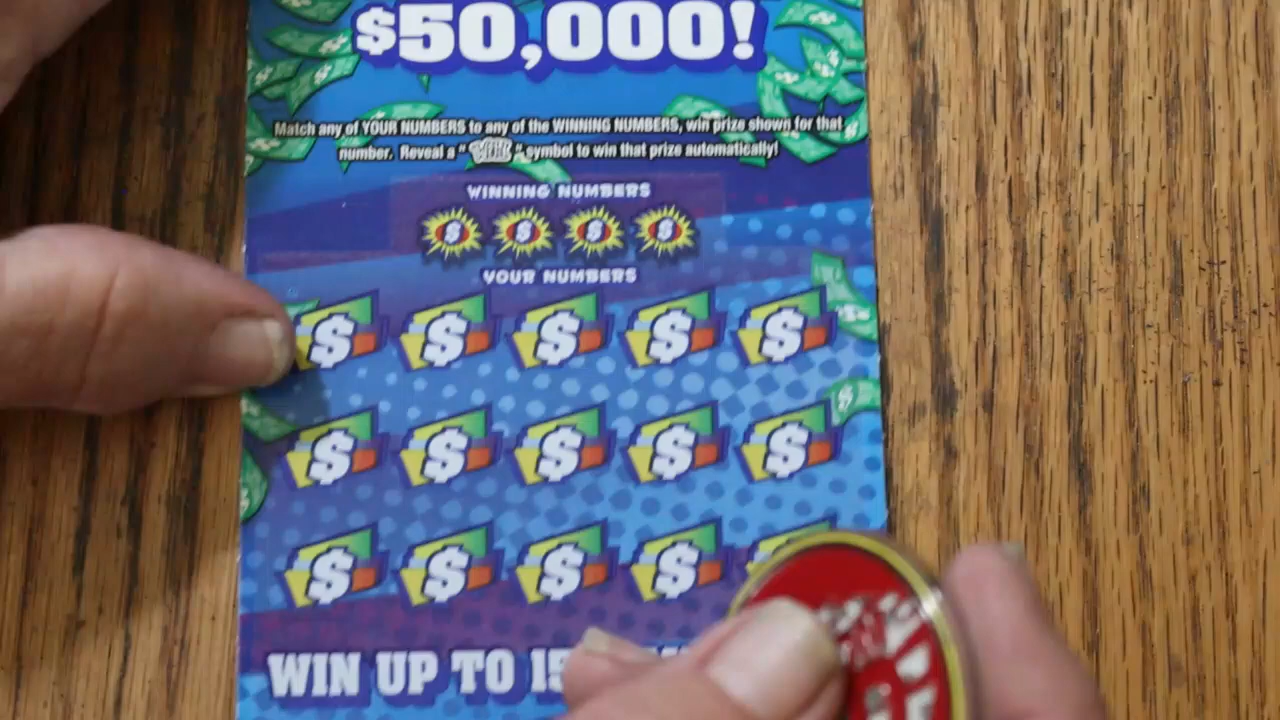 $50,000!
Match any of YOUR NUMBERS to any of the WINNING NUMBERS, win prize shown for that
number. Reveal a " " symbol to win that prize automatically!
WINNING NUMBERS
$ $ $ $
YOUR NUMBERS
$ $ $ $ $
$ $ $ $ $
$ $ $ $
WIN UP TO 15